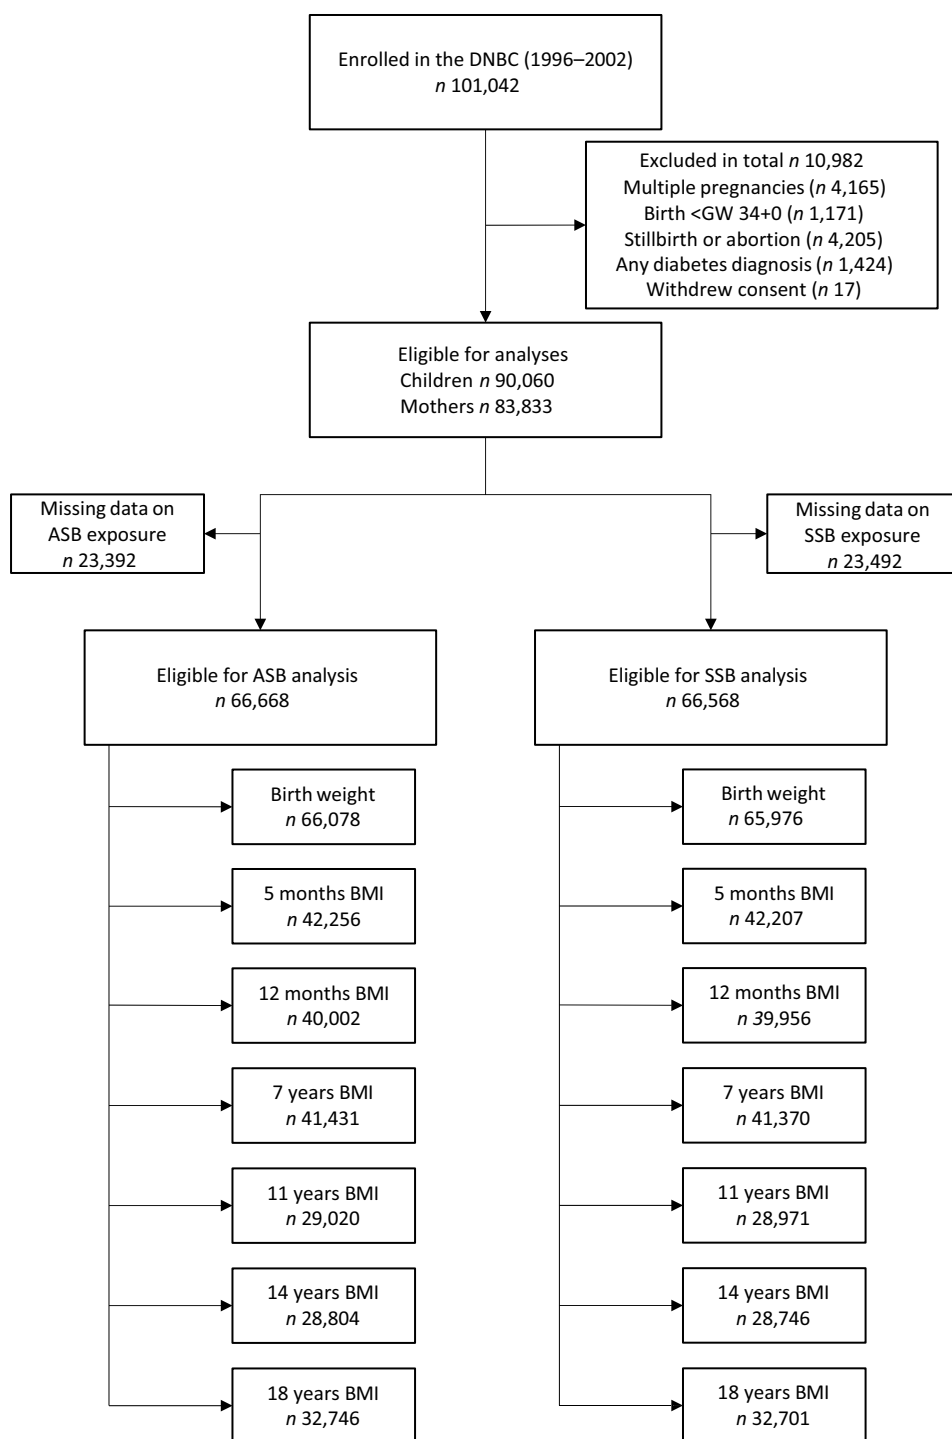 Enrolled in the DNBC (1996–2002)
n 101,042
Excluded in total n 10,982
Multiple pregnancies (n 4,165)
Birth <GW 34+0 (n 1,171)
Stillbirth or abortion (n 4,205)
Any diabetes diagnosis (n 1,424)
Withdrew consent (n 17)
Eligible for analyses
Children n 90,060
Mothers n 83,833
Missing data on
ASB exposure
n 23,392
Missing data on
SSB exposure
n 23,492
Eligible for ASB analysis
n 66,668
Eligible for SSB analysis
n 66,568
Birth weight
n 66,078
Birth weight
n 65,976
5 months BMI
n 42,256
5 months BMI
n 42,207
12 months BMI
n 40,002
12 months BMI
n 39,956
7 years BMI
n 41,431
7 years BMI
n 41,370
11 years BMI
n 29,020
11 years BMI
n 28,971
14 years BMI
n 28,804
14 years BMI
n 28,746
18 years BMI
n 32,746
18 years BMI
n 32,701